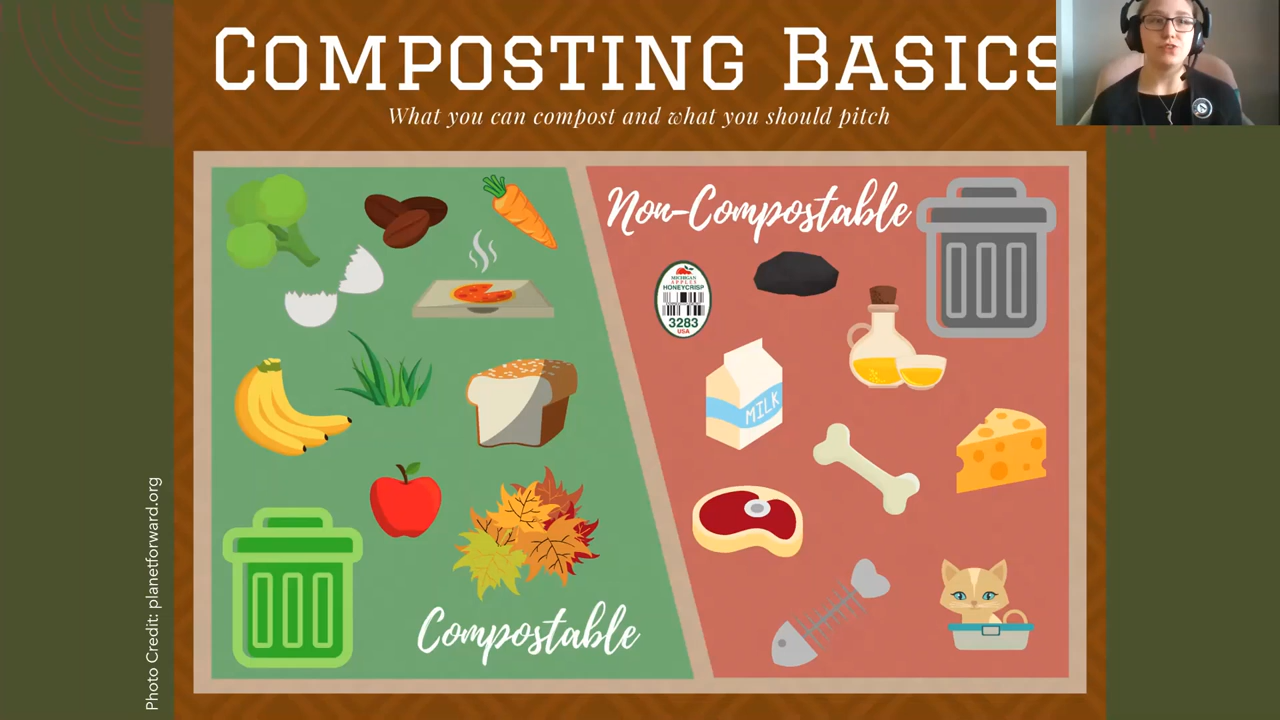 COMPOSTING BASICS
What you can compost and what you should pitch
Non-Compostable
MICHIGAN
APPLES
HONEYCRISP
3283
USA
MILK
Compostable
Photo Credit: planetforward.org